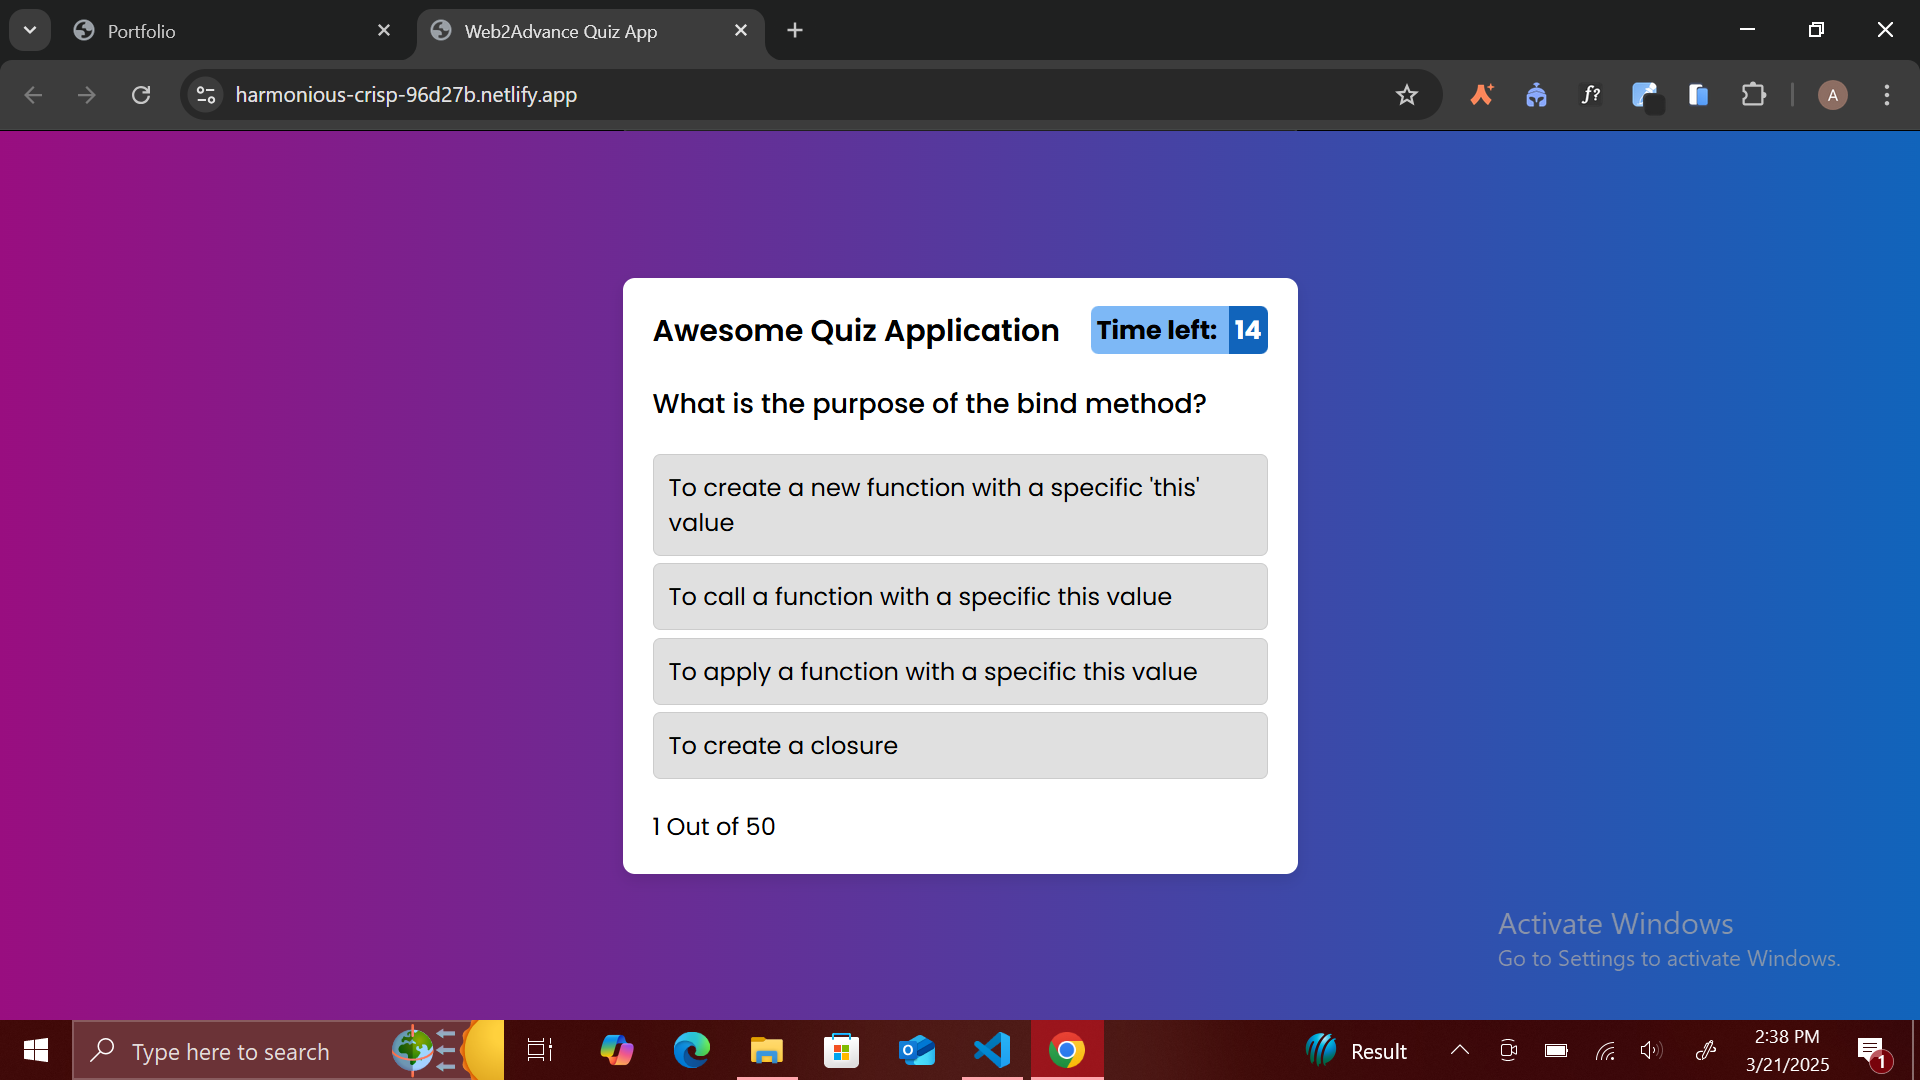 Portfolio
Web2Advance Quiz App
harmonious-crisp-96d27b.netlify.app
f?
A
Awesome Quiz Application
Time left: 14
What is the purpose of the bind method?
To create a new function with a specific 'this'
value
To call a function with a specific this value
To apply a function with a specific this value
To create a closure
1 Out of 50
Activate Windows
Go to Settings to activate Windows.
Type here to search
Result
2:38 PM
3/21/2025
1